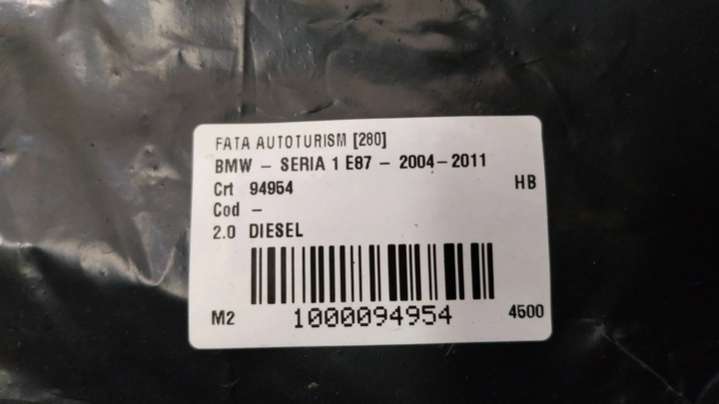 FATA AUTOTURISM [280]
BMW - SERIA 1 E87 - 2004-2011
Crt 94954 HB
Cod -
2.0 DIESEL
M2 1000094954 4500